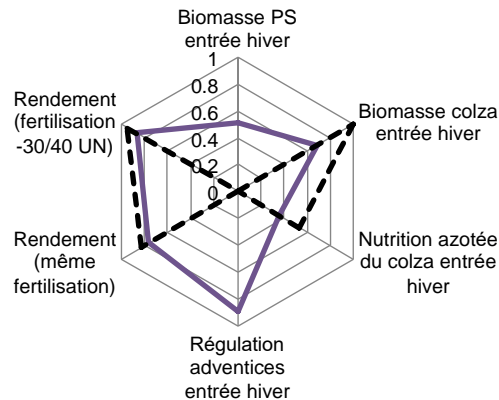 Biomasse PS
entrée hiver
1
0.8
0.6
0.4
0.2
0
Biomasse colza
entrée hiver
Nutrition azotée
du colza entrée
hiver
Régulation
adventices
entrée hiver
Rendement
(même
fertilisation)
Rendement
(fertilisation
-30/40 UN)